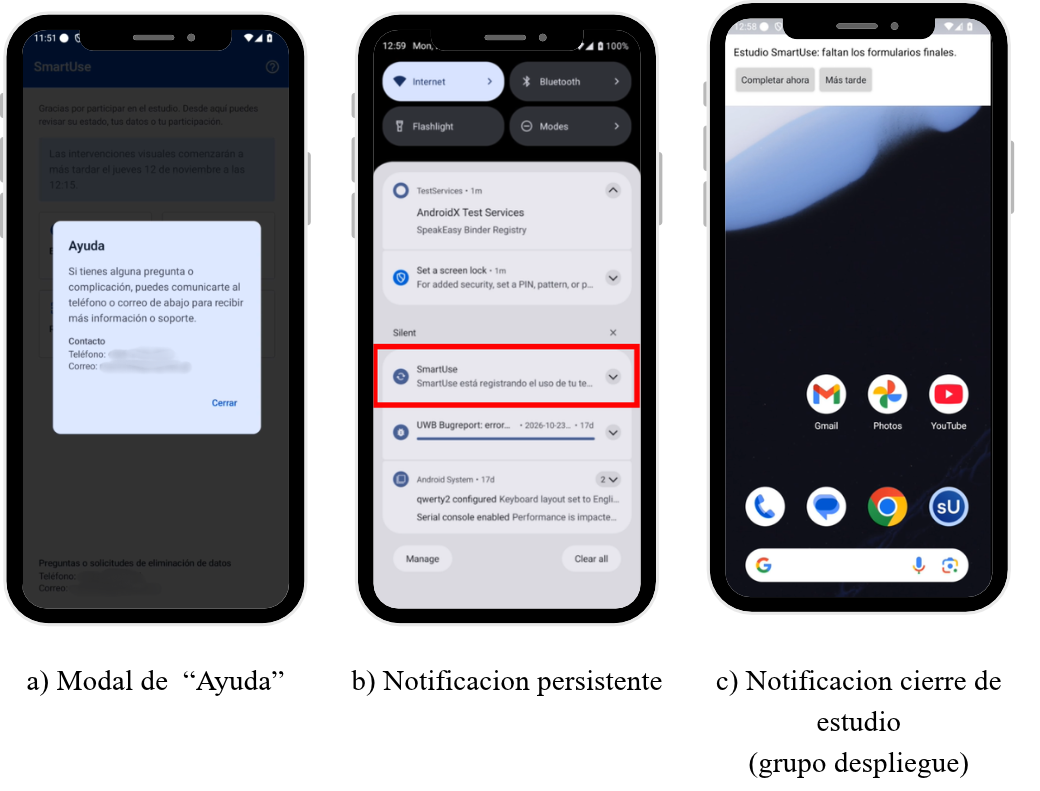 11:51
SmartUse
Gracias por participar en el estudio. Desde aquí puedes
revisar su estado, tus datos o tu participación.
Las intervenciones visuales comenzarán a
más tardar el jueves 12 de noviembre a las
12:15.
Ayuda
Si tienes alguna pregunta o
complicación, puedes comunicarte al
teléfono o correo de abajo para recibir
más información o soporte.
Contacto
Teléfono:
Correo:
Cerrar
Preguntas o solicitudes de eliminación de datos
Teléfono:
Correo:
12:59 Mon, 100%
Internet
Bluetooth
Flashlight
Modes
TestServices • 1m
AndroidX Test Services
SpeakEasy Binder Registry
Set a screen lock • 1m
For added security, set a PIN, pattern, or p...
Silent
SmartUse
SmartUse está registrando el uso de tu te...
UWB Bugreport: error... • 2026-10-23... • 17d
Android System • 17d
2
qwerty2 configured Keyboard layout set to Engli...
Serial console enabled Performance is impacte...
Manage
Clear all
12:58
Estudio SmartUse: faltan los formularios finales.
Completar ahora
Más tarde
Gmail
Photos
YouTube
sU
a) Modal de “Ayuda”
b) Notificacion persistente
c) Notificacion cierre de
estudio
(grupo despliegue)